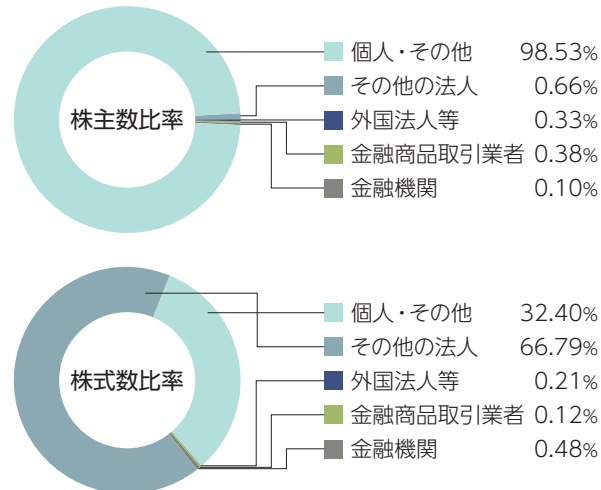 株主数比率
個人・その他 98.53%
その他の法人 0.66%
外国法人等 0.33%
金融商品取引業者 0.38%
金融機関 0.10%
株式数比率
個人・その他 32.40%
その他の法人 66.79%
外国法人等 0.21%
金融商品取引業者 0.12%
金融機関 0.48%